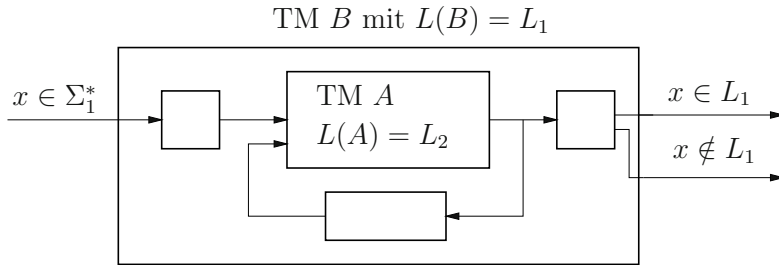 TM B mit L(B) = L₁
x ∈ Σ₁*
TM A
L(A) = L₂
x ∈ L₁
x ∉ L₁